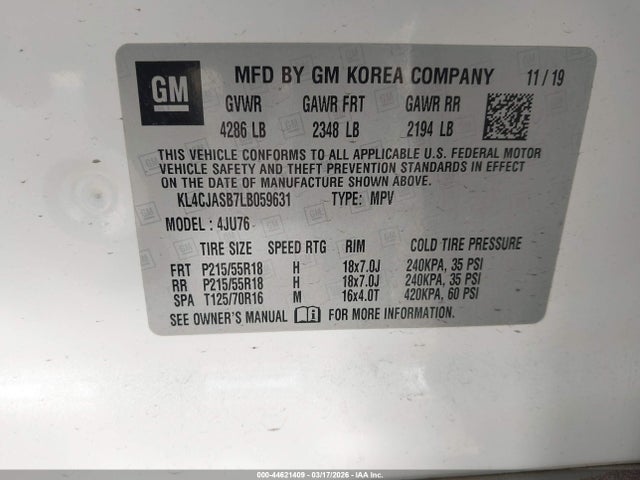 GM MFD BY GM KOREA COMPANY 11/19
GVWR GAWR FRT GAWR RR
4286 LB 2348 LB 2194 LB
THIS VEHICLE CONFORMS TO ALL APPLICABLE U.S. FEDERAL MOTOR
VEHICLE SAFETY AND THEFT PREVENTION STANDARDS IN EFFECT ON
THE DATE OF MANUFACTURE SHOWN ABOVE.
KL4CJASB7LB059631 TYPE: MPV
MODEL : 4JU76
TIRE SIZE SPEED RTG RIM COLD TIRE PRESSURE
FRT P215/55R18 H 18x7.0J 240KPA, 35 PSI
RR P215/55R18 H 18x7.0J 240KPA, 35 PSI
SPA T125/70R16 M 16x4.0T 420KPA, 60 PSI
SEE OWNER'S MANUAL FOR MORE INFORMATION.
000-44621409 - 03/17/2026 - IAAI.com